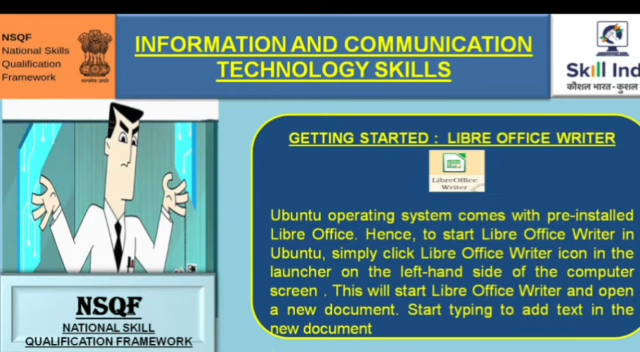 NSQF
National Skills
Qualification
Framework
सत्यमेव जयते
INFORMATION AND COMMUNICATION
TECHNOLOGY SKILLS
Skill Ind
कौशल भारत-कुशल
GETTING STARTED : LIBRE OFFICE WRITER
LibreOffice
Writer
Ubuntu operating system comes with pre-installed
Libre Office. Hence, to start Libre Office Writer in
Ubuntu, simply click Libre Office Writer icon in the
launcher on the left-hand side of the computer
screen . This will start Libre Office Writer and open
a new document. Start typing to add text in the
new document
NSQF
NATIONAL SKILL
QUALIFICATION FRAMEWORK